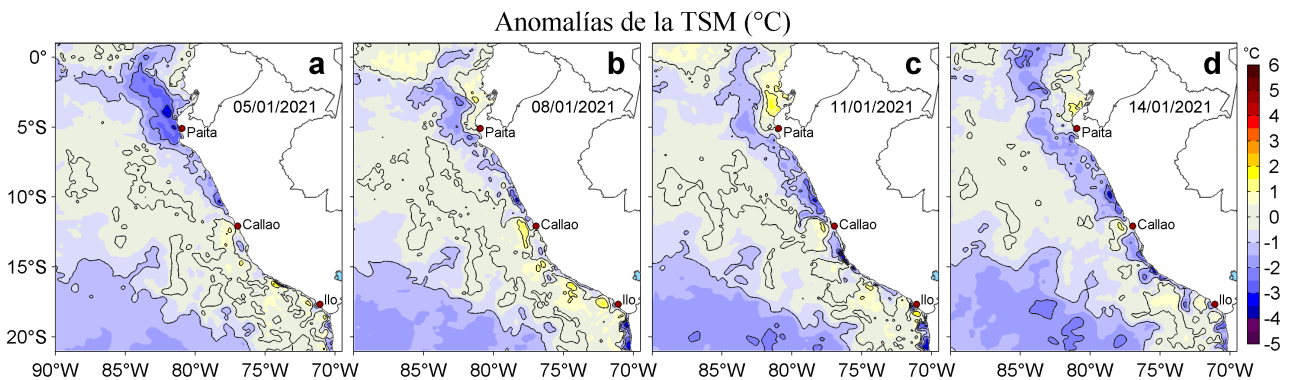 Anomalías de la TSM (°C)
a
b
c
d
°C
05/01/2021
08/01/2021
11/01/2021
14/01/2021
0°
5°S
10°S
15°S
20°S
Paita
Callao
Ilo
Paita
Callao
Ilo
Paita
Callao
Ilo
Paita
Callao
Ilo
6
5
4
3
2
1
0
-1
-2
-3
-4
-5
90°W 85°W 80°W 75°W 70°W
85°W 80°W 75°W 70°W
85°W 80°W 75°W 70°W
85°W 80°W 75°W 70°W